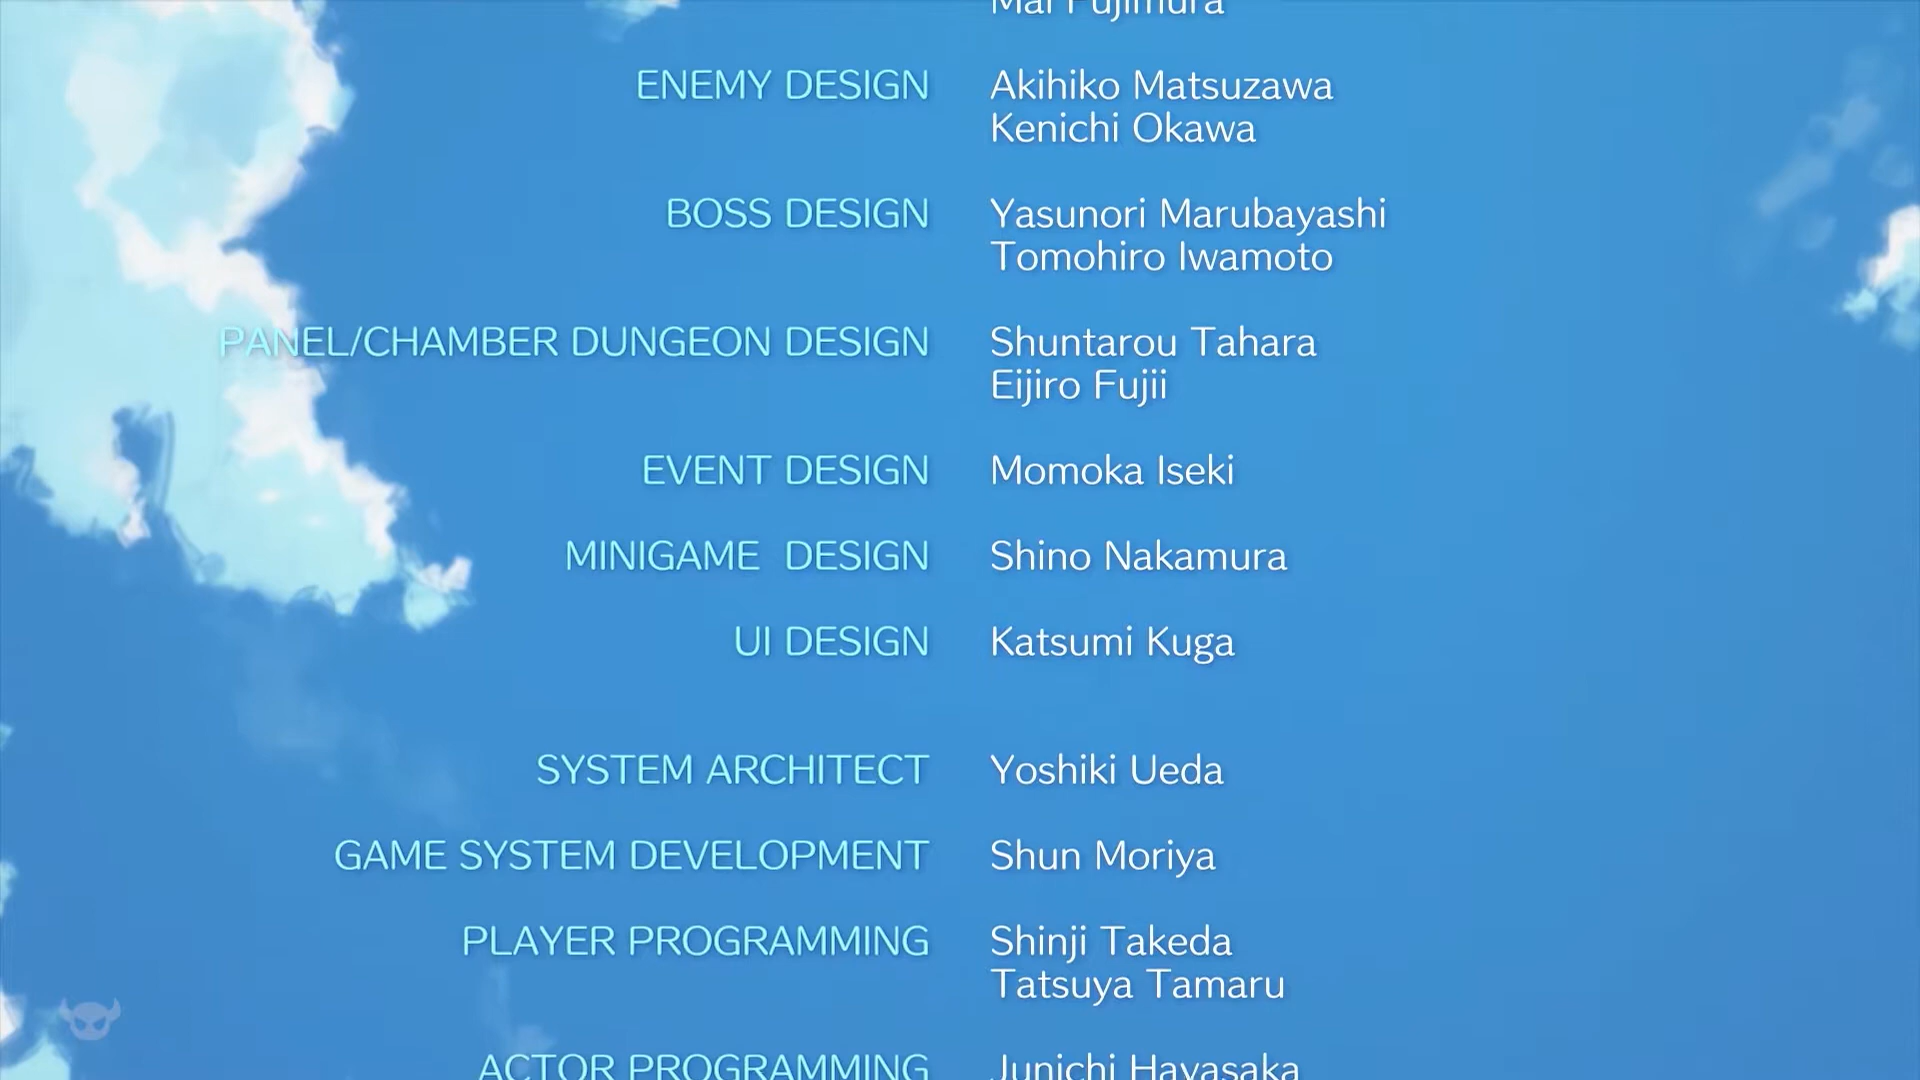 Mai Fujimura
ENEMY DESIGN Akihiko Matsuzawa
Kenichi Okawa
BOSS DESIGN Yasunori Marubayashi
Tomohiro Iwamoto
PANEL/CHAMBER DUNGEON DESIGN Shuntarou Tahara
Eijiro Fujii
EVENT DESIGN Momoka Iseki
MINIGAME DESIGN Shino Nakamura
UI DESIGN Katsumi Kuga
SYSTEM ARCHITECT Yoshiki Ueda
GAME SYSTEM DEVELOPMENT Shun Moriya
PLAYER PROGRAMMING Shinji Takeda
Tatsuya Tamaru
ACTOR PROGRAMMING Junichi Hayasaka